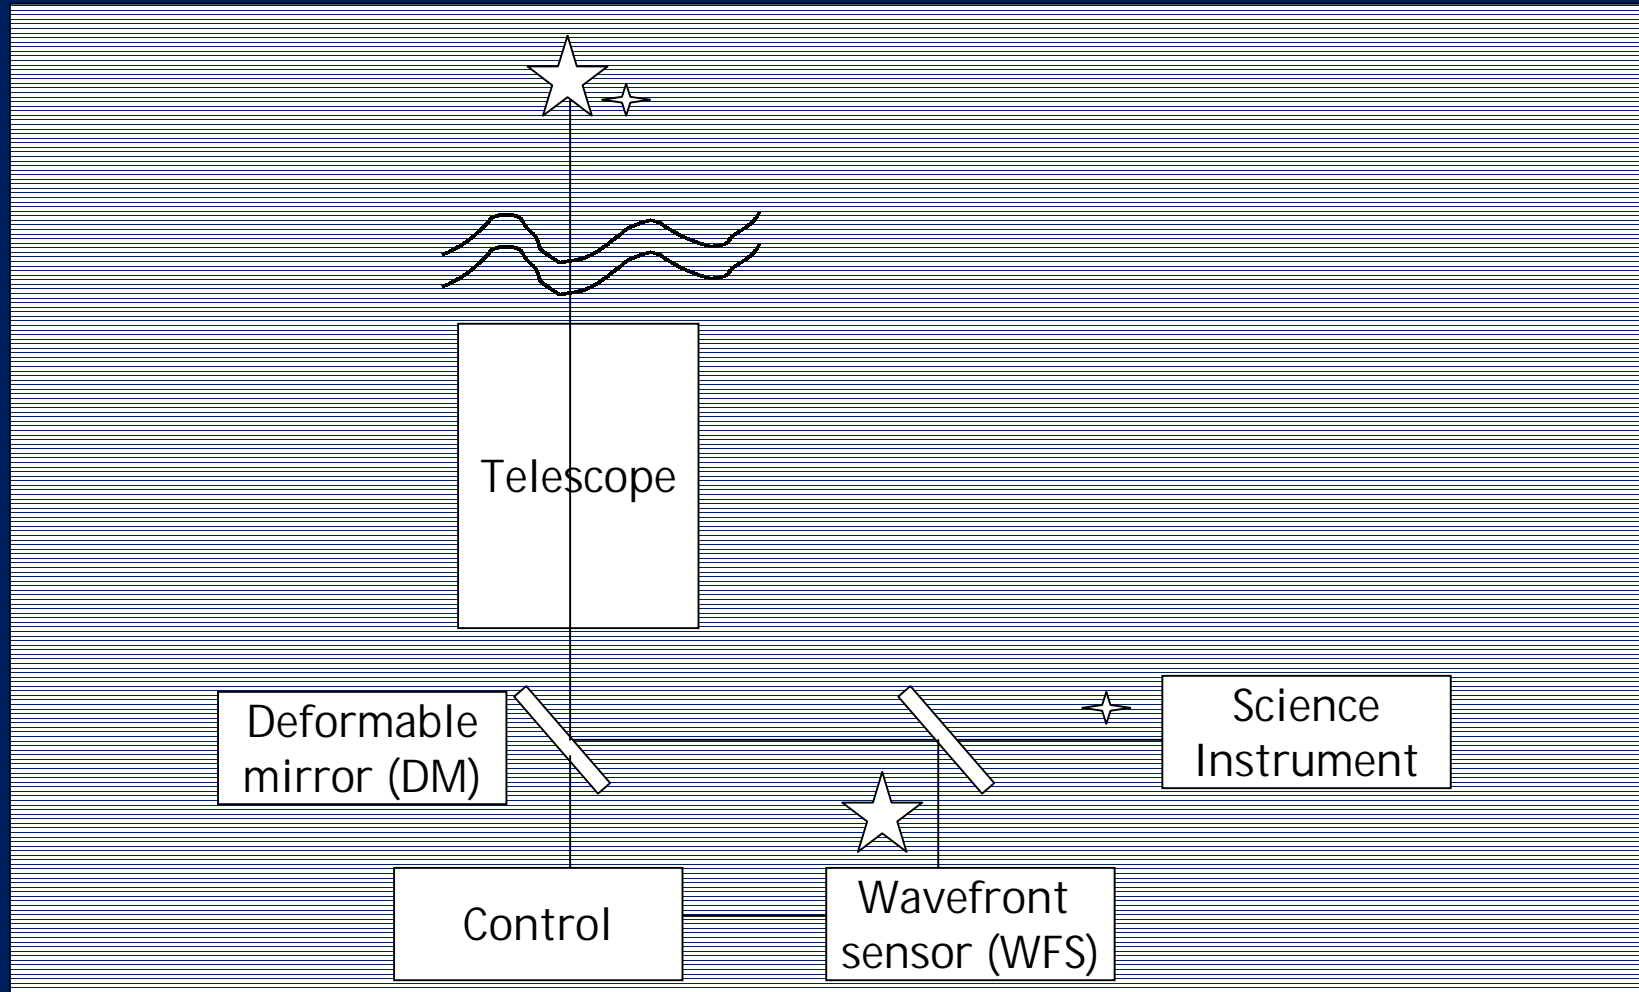 Telescope
Deformable
mirror (DM)
Science
Instrument
Control
Wavefront
sensor (WFS)